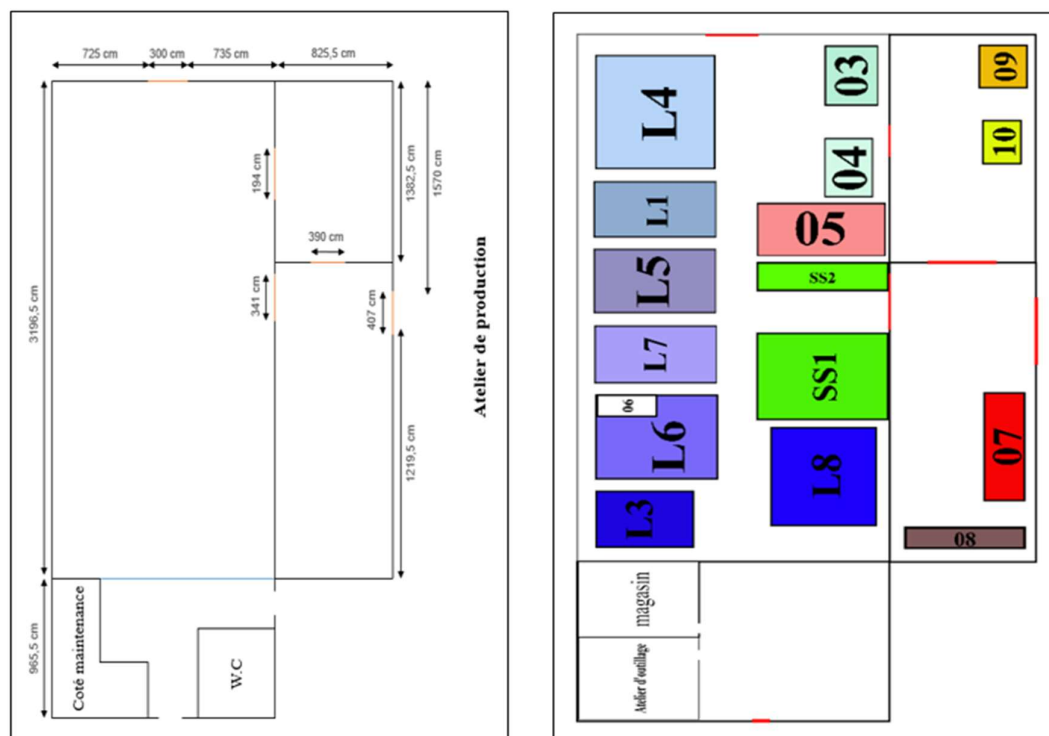 725 cm
300 cm
735 cm
825,5 cm
194 cm
1382,5 cm
1570 cm
390 cm
341 cm
407 cm
3196,5 cm
1219,5 cm
Atelier de production
965,5 cm
Coté maintenance
W.C
L4
03
09
10
04
L1
05
L5
SS2
L7
SS1
06
L6
07
L8
L3
08
magasin
Atelier d'outillage